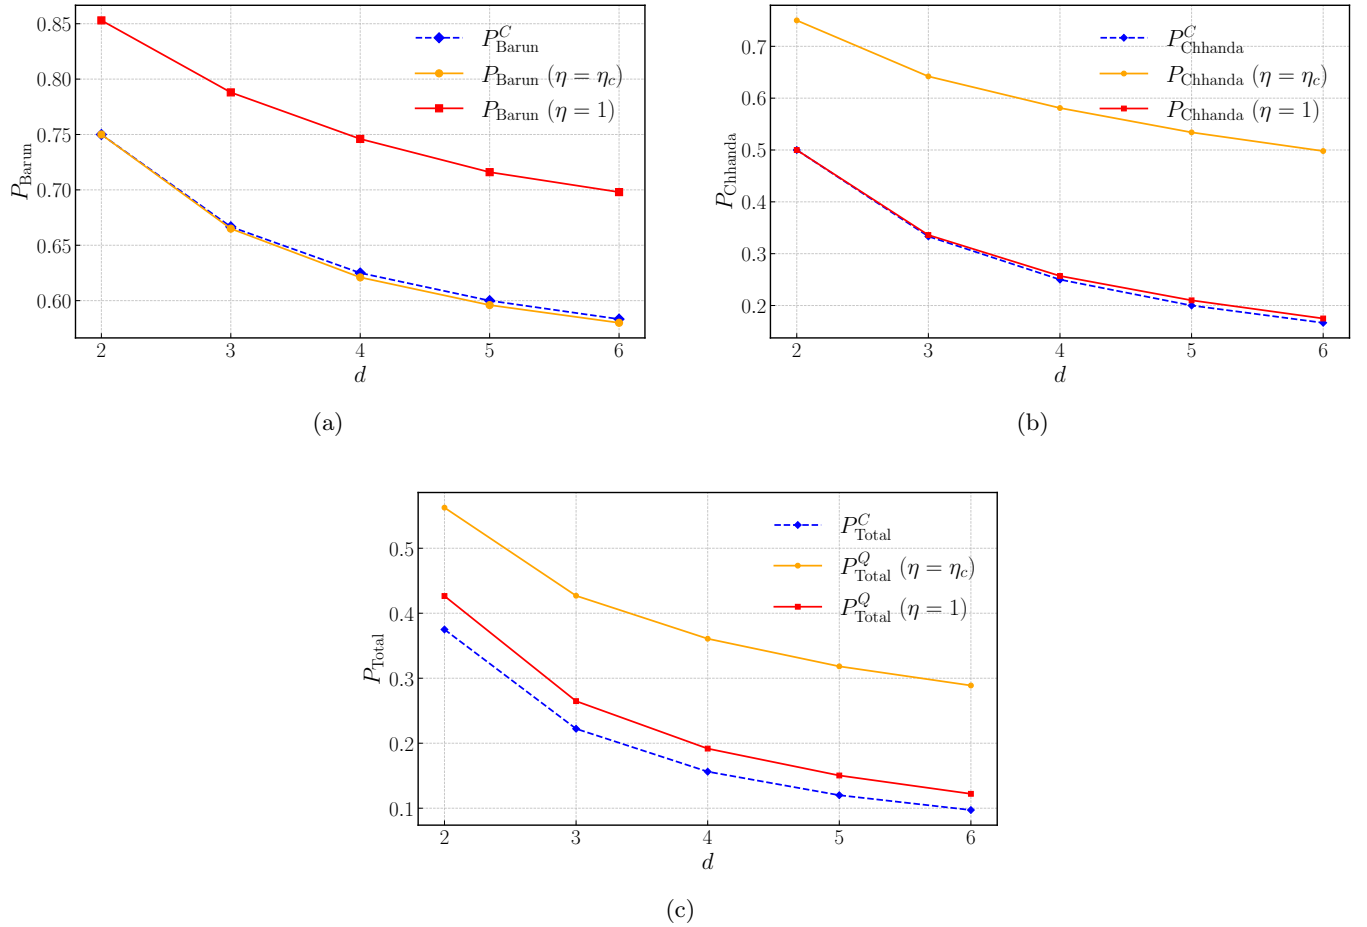 P_Barun
0.85
0.80
0.75
0.70
0.65
0.60
P^C_Barun
P_Barun (η = η_c)
P_Barun (η = 1)
2 3 4 5 6
d
(a)
P_Chhanda
0.7
0.6
0.5
0.4
0.3
0.2
P^C_Chhanda
P_Chhanda (η = η_c)
P_Chhanda (η = 1)
2 3 4 5 6
d
(b)
P_Total
0.5
0.4
0.3
0.2
0.1
P^C_Total
P^Q_Total (η = η_c)
P^Q_Total (η = 1)
2 3 4 5 6
d
(c)